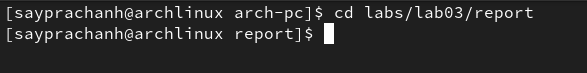 [sayprachanh@archlinux arch-pc]$ cd labs/lab03/report
[sayprachanh@archlinux report]$